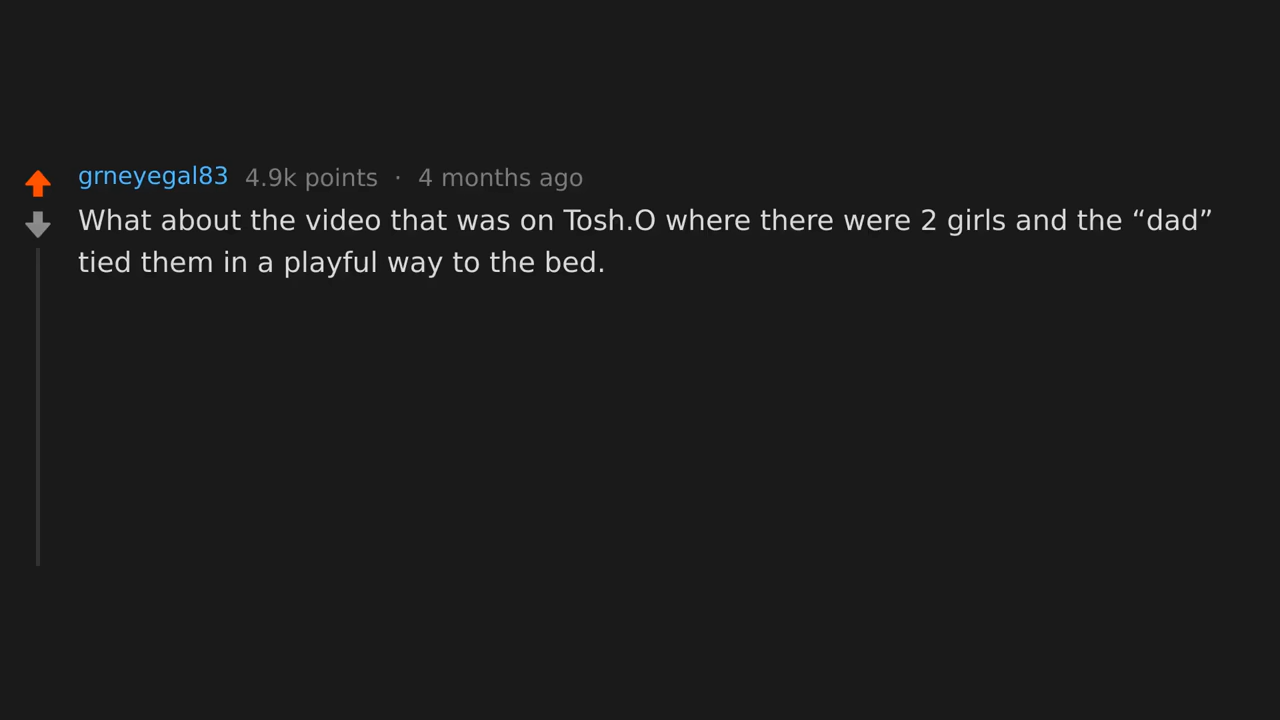 grneyegal83 4.9k points · 4 months ago
What about the video that was on Tosh.O where there were 2 girls and the “dad”
tied them in a playful way to the bed.